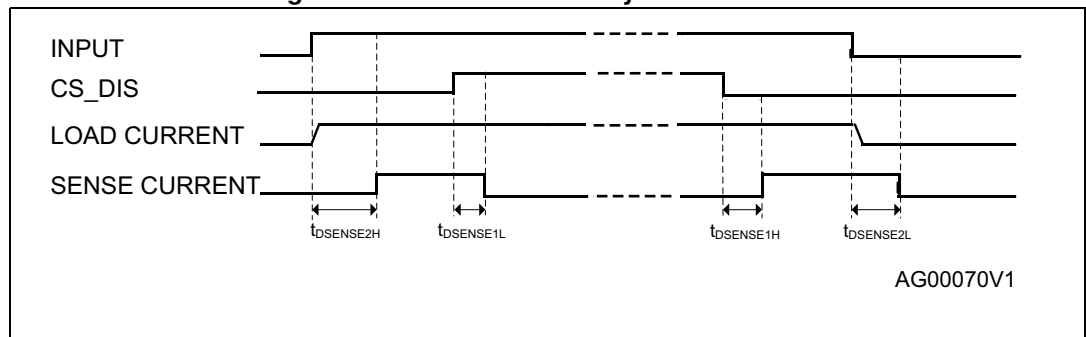 INPUT
CS_DIS
LOAD CURRENT
SENSE CURRENT
tDSENSE2H
tDSENSE1L
tDSENSE1H
tDSENSE2L
AG00070V1